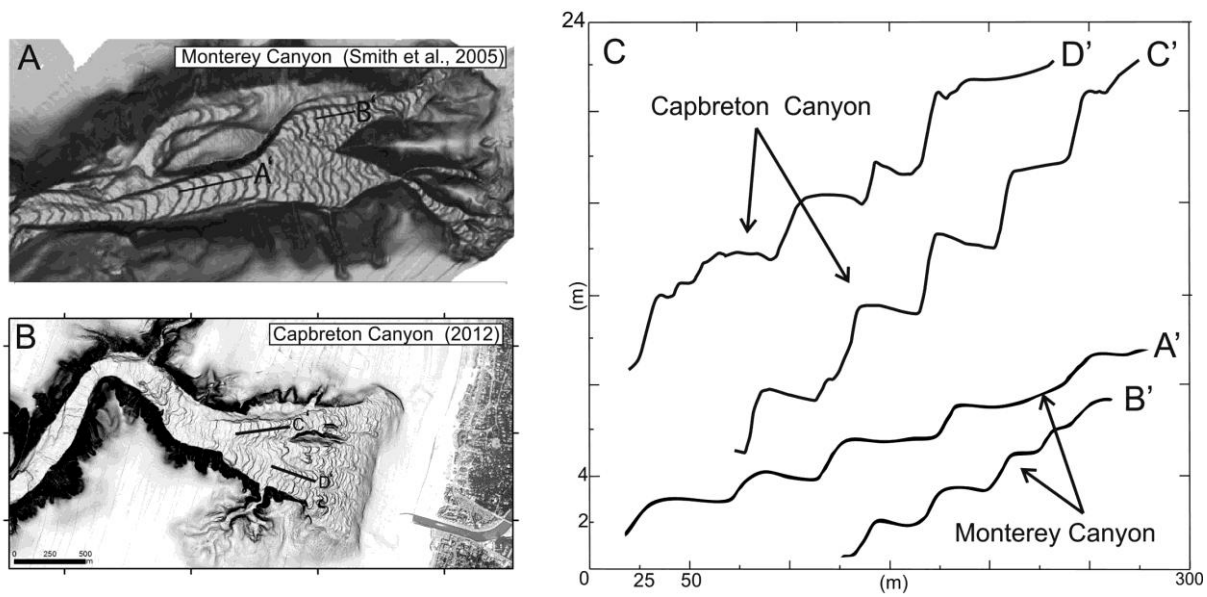 A
Monterey Canyon (Smith et al., 2005)
B'
A'
B
Capbreton Canyon (2012)
C
D
0 250 500
m
24
C
D'
C'
Capbreton Canyon
(m)
A'
B'
4
2
Monterey Canyon
0 25 50 (m) 300